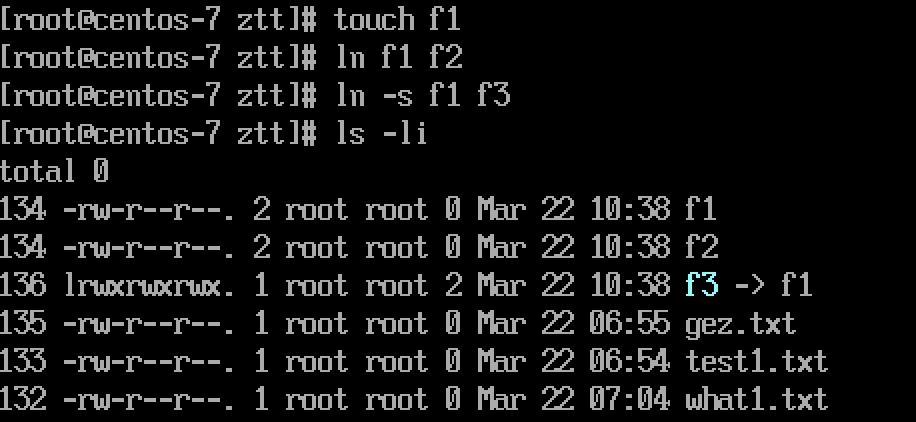 [root@centos-7 ztt]# touch f1
[root@centos-7 ztt]# ln f1 f2
[root@centos-7 ztt]# ln -s f1 f3
[root@centos-7 ztt]# ls -li
total 0
134 -rw-r--r--. 2 root root 0 Mar 22 10:38 f1
134 -rw-r--r--. 2 root root 0 Mar 22 10:38 f2
136 lrwxrwxrwx. 1 root root 2 Mar 22 10:38 f3 -> f1
135 -rw-r--r--. 1 root root 0 Mar 22 06:55 gez.txt
133 -rw-r--r--. 1 root root 0 Mar 22 06:54 test1.txt
132 -rw-r--r--. 1 root root 0 Mar 22 07:04 what1.txt